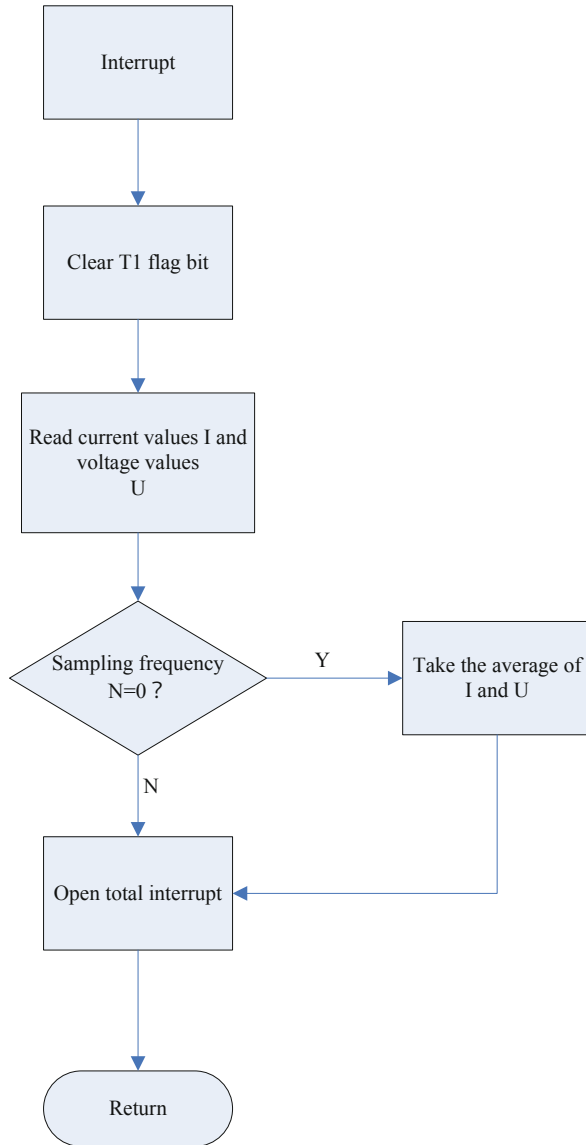 Interrupt
Clear T1 flag bit
Read current values I and
voltage values
U
Sampling frequency
N=0？
Y
Take the average of
I and U
N
Open total interrupt
Return